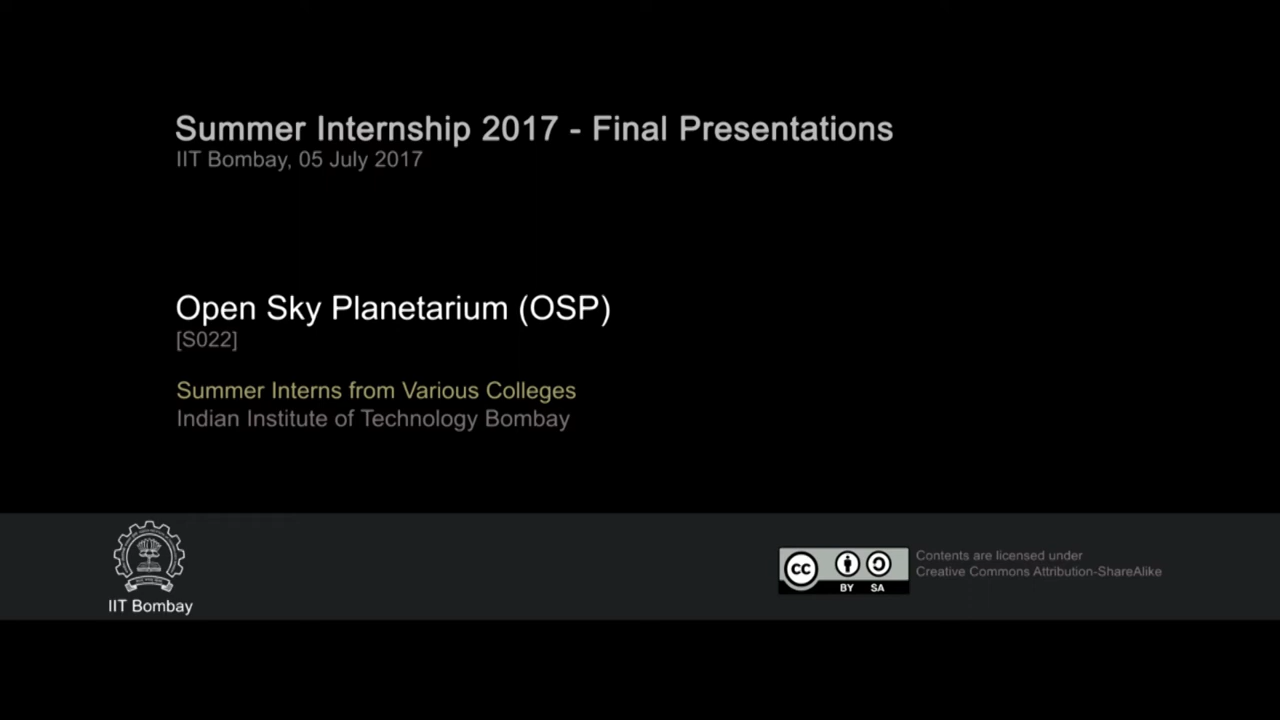 Summer Internship 2017 - Final Presentations
IIT Bombay, 05 July 2017
Open Sky Planetarium (OSP)
[S022]
Summer Interns from Various Colleges
Indian Institute of Technology Bombay
IIT Bombay
cc
BY SA
Contents are licensed under
Creative Commons Attribution-ShareAlike